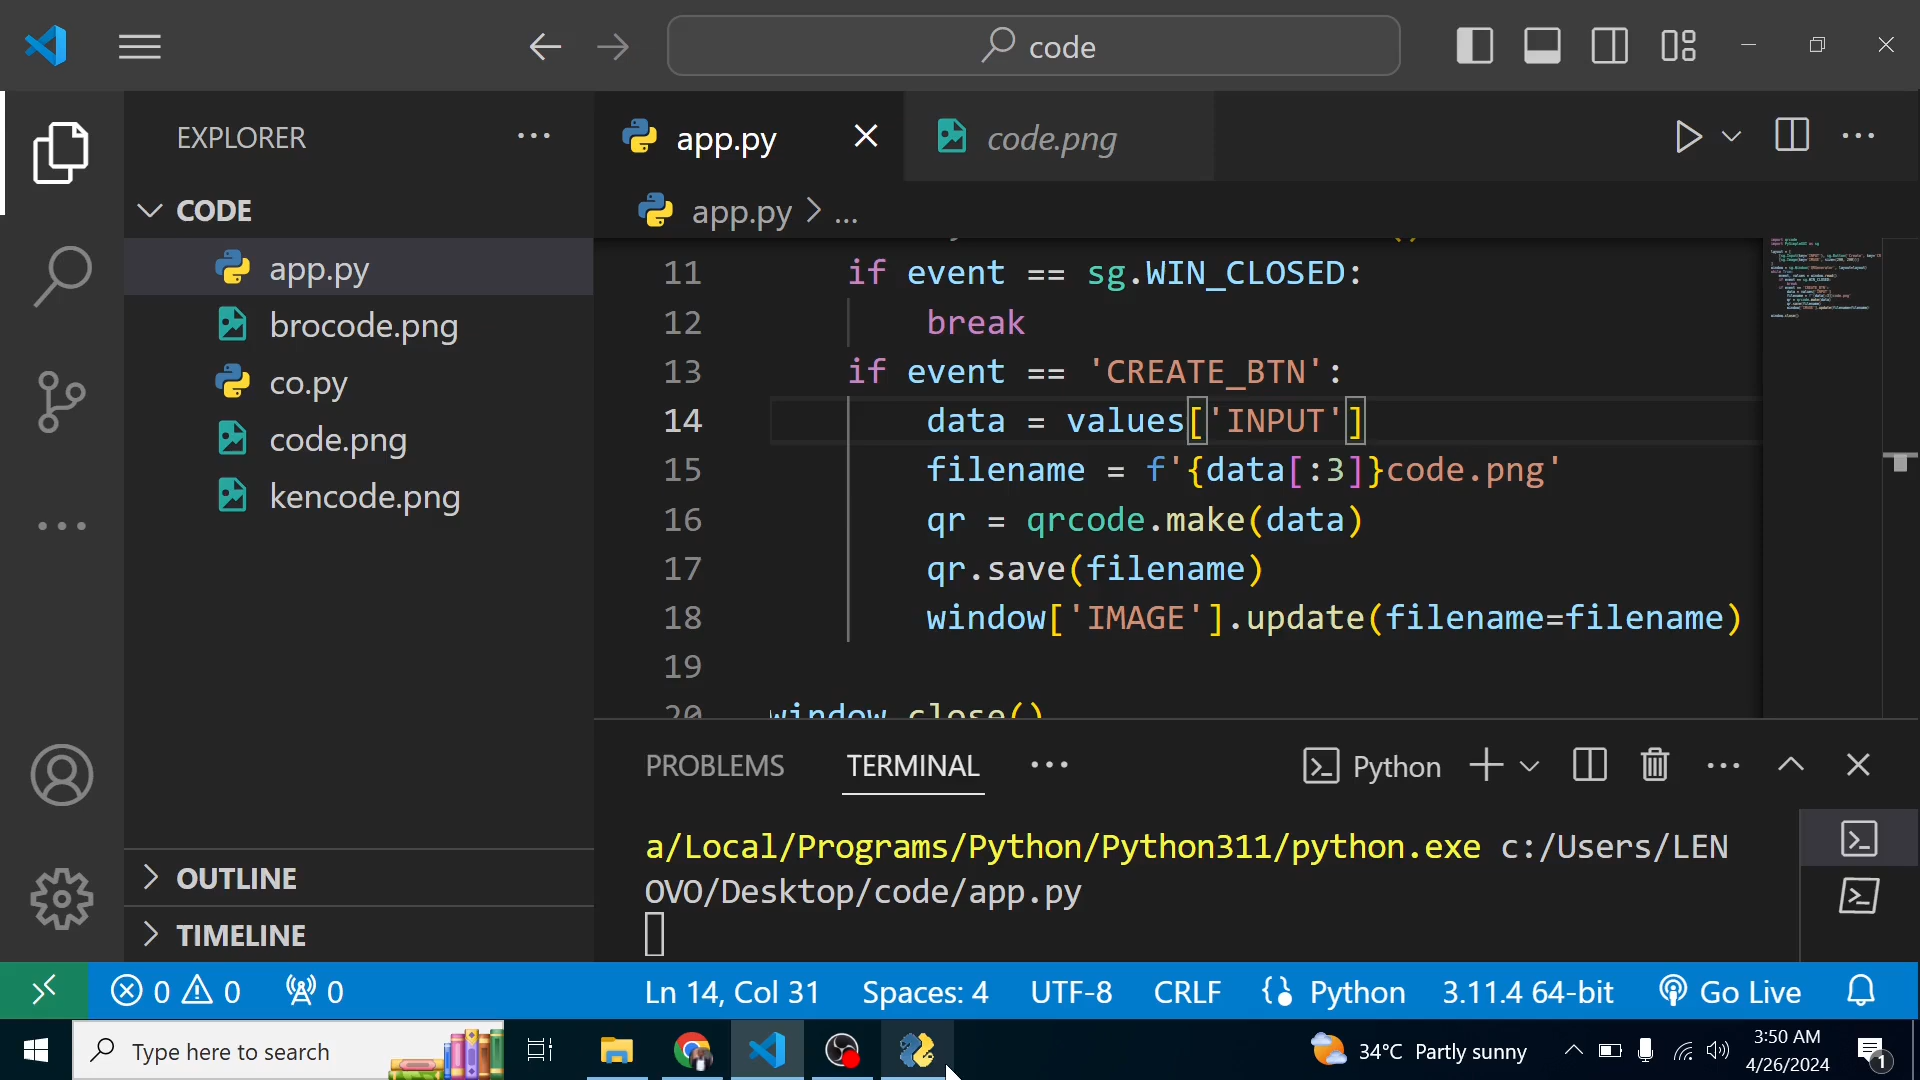 code
EXPLORER
CODE
app.py
brocode.png
co.py
code.png
kencode.png
OUTLINE
TIMELINE
app.py
code.png
app.py > ...
11 if event == sg.WIN_CLOSED:
12 break
13 if event == 'CREATE_BTN':
14 data = values['INPUT']
15 filename = f'{data[:3]}code.png'
16 qr = qrcode.make(data)
17 qr.save(filename)
18 window['IMAGE'].update(filename=filename)
19
20 window.close()
PROBLEMS TERMINAL
Python
a/Local/Programs/Python/Python311/python.exe c:/Users/LEN
OVO/Desktop/code/app.py
0 0 0 Ln 14, Col 31 Spaces: 4 UTF-8 CRLF Python 3.11.4 64-bit Go Live
Type here to search
34°C Partly sunny
3:50 AM
4/26/2024
1